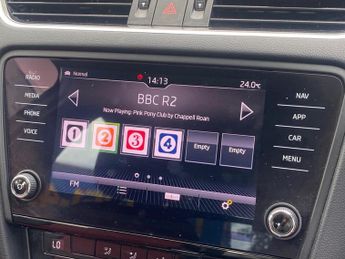 RADIO
MEDIA
PHONE
VOICE
Normal
14:13
24.0°C
BBC R2
Now Playing: Pink Pony Club by Chappell Roan
1
2
3
4
Empty
Empty
FM
NAV
APP
CAR
MENU
LO